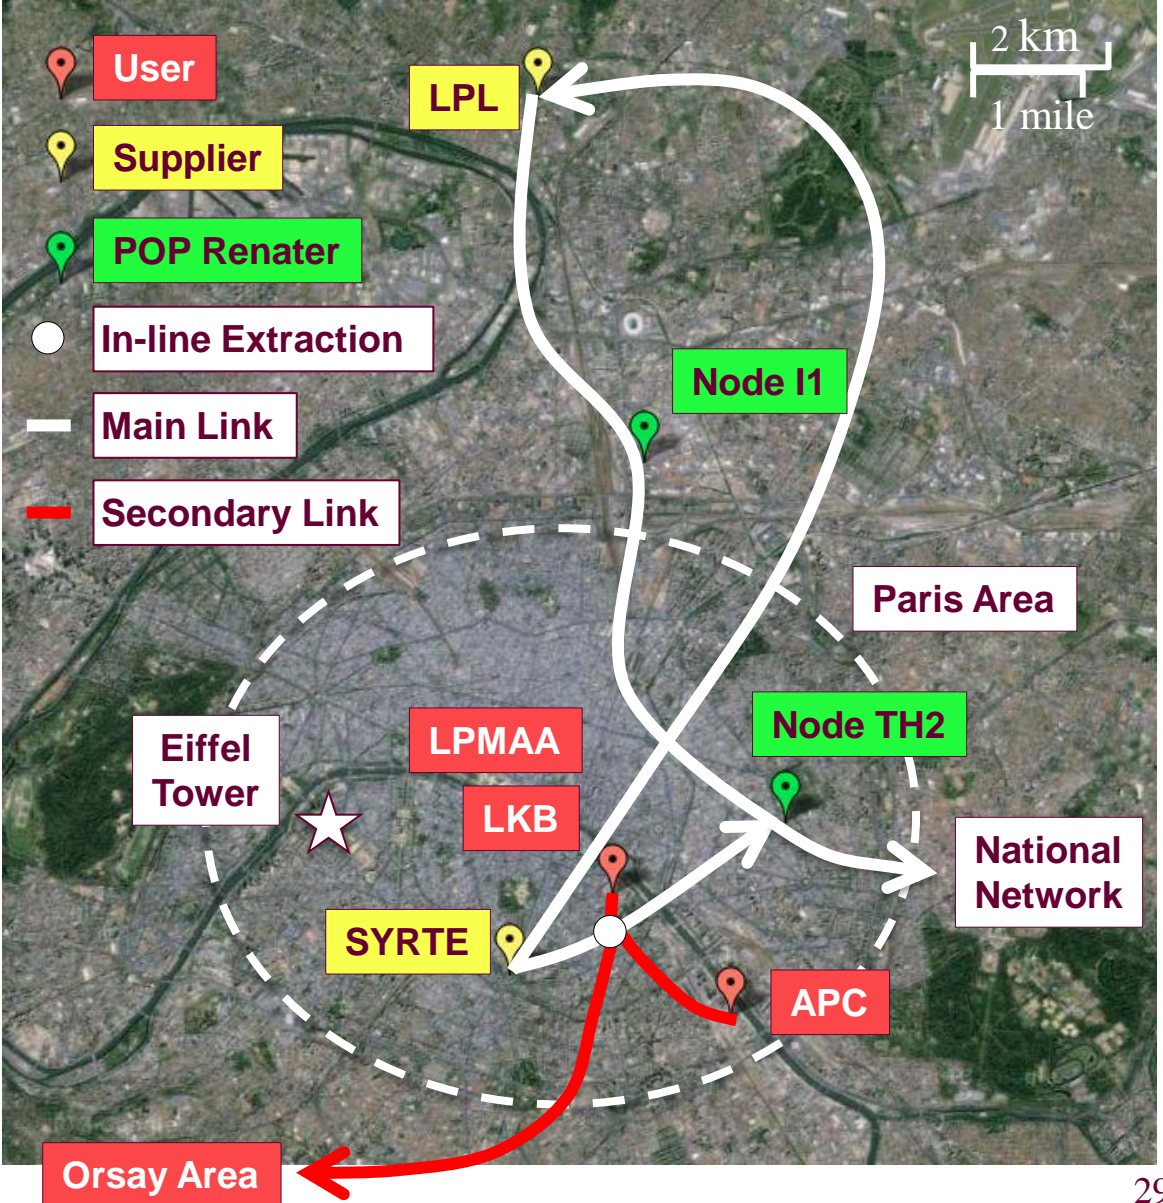 User
LPL
2 km
1 mile
Supplier
POP Renater
In-line Extraction
Node I1
Main Link
Secondary Link
Paris Area
Node TH2
LPMAA
Eiffel
Tower
LKB
National
Network
SYRTE
APC
Orsay Area
29